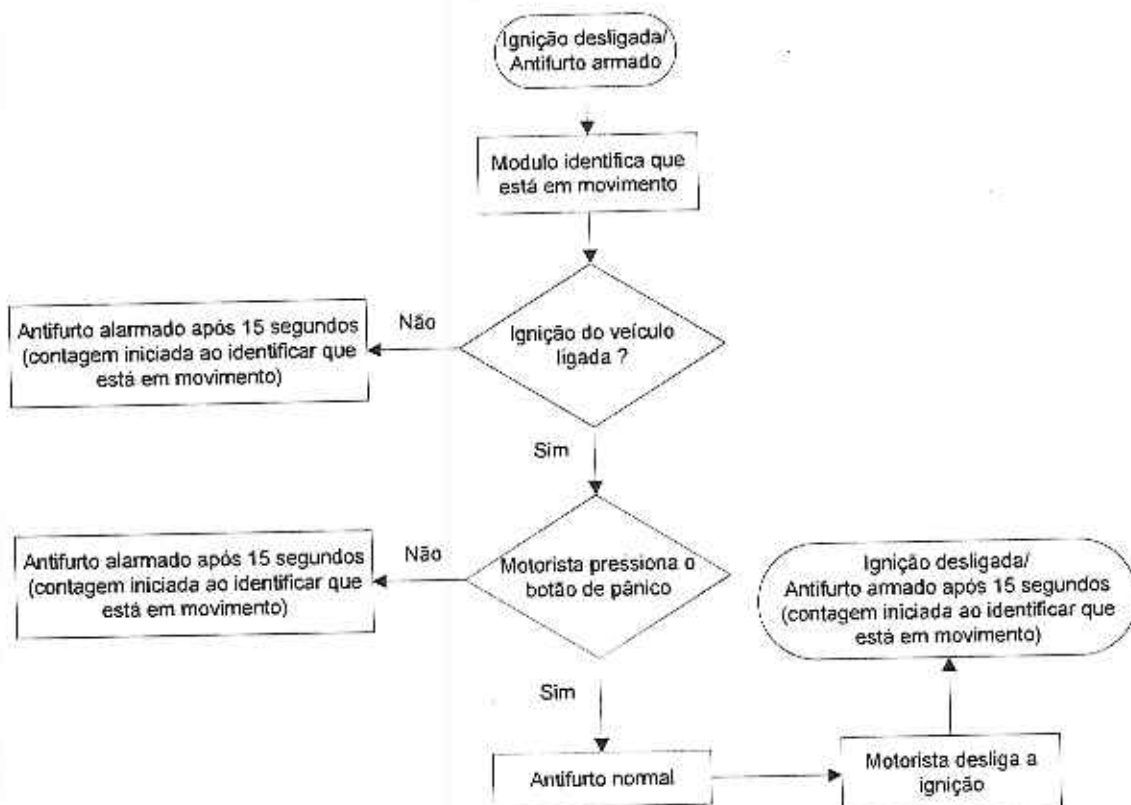 Ignição desligada/
Antifurto armado
Modulo identifica que
está em movimento
Ignição do veículo
ligada ?
Não
Antifurto alarmado após 15 segundos
(contagem iniciada ao identificar que
está em movimento)
Sim
Motorista pressiona o
botão de pânico
Não
Antifurto alarmado após 15 segundos
(contagem iniciada ao identificar que
está em movimento)
Sim
Antifurto normal
Motorista desliga a
ignição
Ignição desligada/
Antifurto armado após 15 segundos
(contagem iniciada ao identificar que
está em movimento)